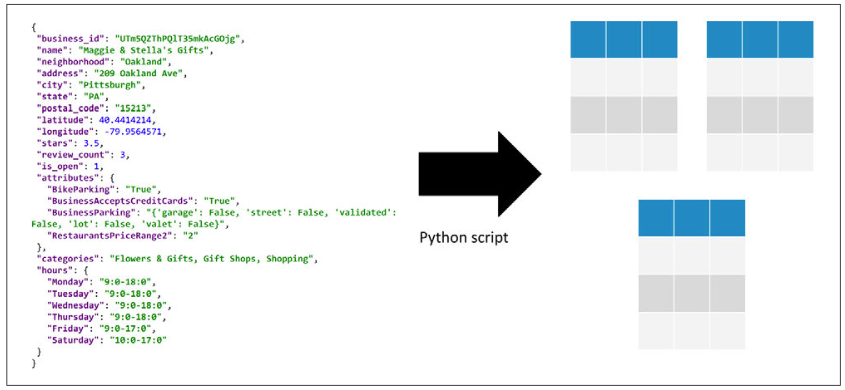 {
"business_id": "UTm5QZThPQlT35mkAcGOjg",
"name": "Maggie & Stella's Gifts",
"neighborhood": "Oakland",
"address": "209 Oakland Ave",
"city": "Pittsburgh",
"state": "PA",
"postal_code": "15213",
"latitude": 40.4414214,
"longitude": -79.9564571,
"stars": 3.5,
"review_count": 3,
"is_open": 1,
"attributes": {
"BikeParking": "True",
"BusinessAcceptsCreditCards": "True",
"BusinessParking": "{'garage': False, 'street': False, 'validated':
False, 'lot': False, 'valet': False}",
"RestaurantsPriceRange2": "2"
},
"categories": "Flowers & Gifts, Gift Shops, Shopping",
"hours": {
"Monday": "9:0-18:0",
"Tuesday": "9:0-18:0",
"Wednesday": "9:0-18:0",
"Thursday": "9:0-18:0",
"Friday": "9:0-17:0",
"Saturday": "10:0-17:0"
}
}
Python script